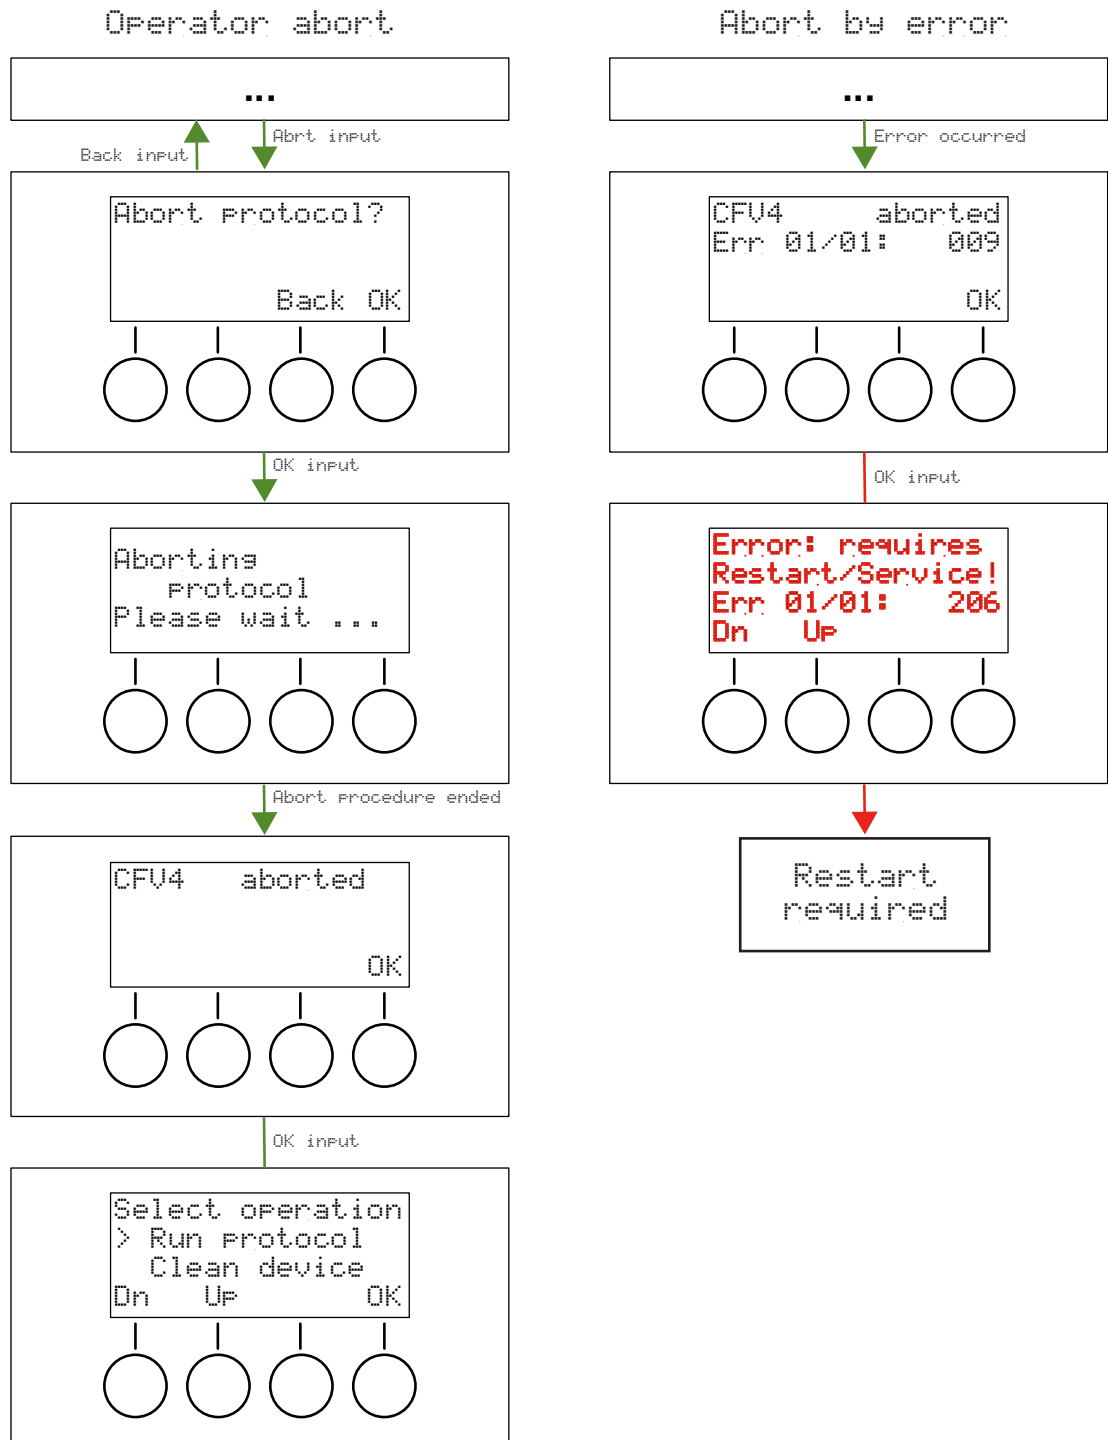 Operator abort
...
Abrt input
Back input
Abort protocol?
Back OK
OK input
Aborting
protocol
Please wait ...
Abort procedure ended
CFV4 aborted
OK
OK input
Select operation
> Run protocol
Clean device
Dn Up OK
Abort by error
...
Error occurred
CFV4 aborted
Err 01/01: 009
OK
OK input
Error: requires
Restart/Service!
Err 01/01: 206
Dn Up
Restart
required